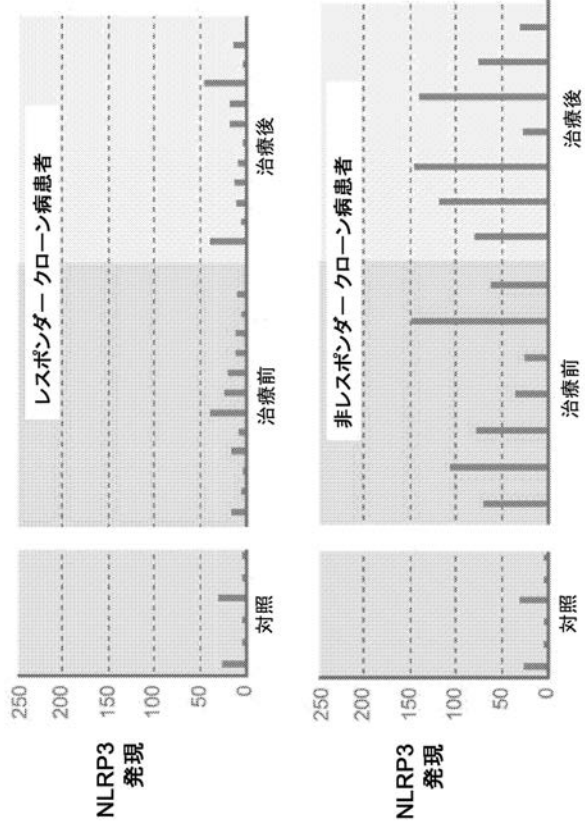 レスポンダー クローン病患者
250
200
150
100
50
0
NLRP3
発現
対照
治療前
治療後
非レスポンダー クローン病患者
250
200
150
100
50
0
NLRP3
発現
対照
治療前
治療後